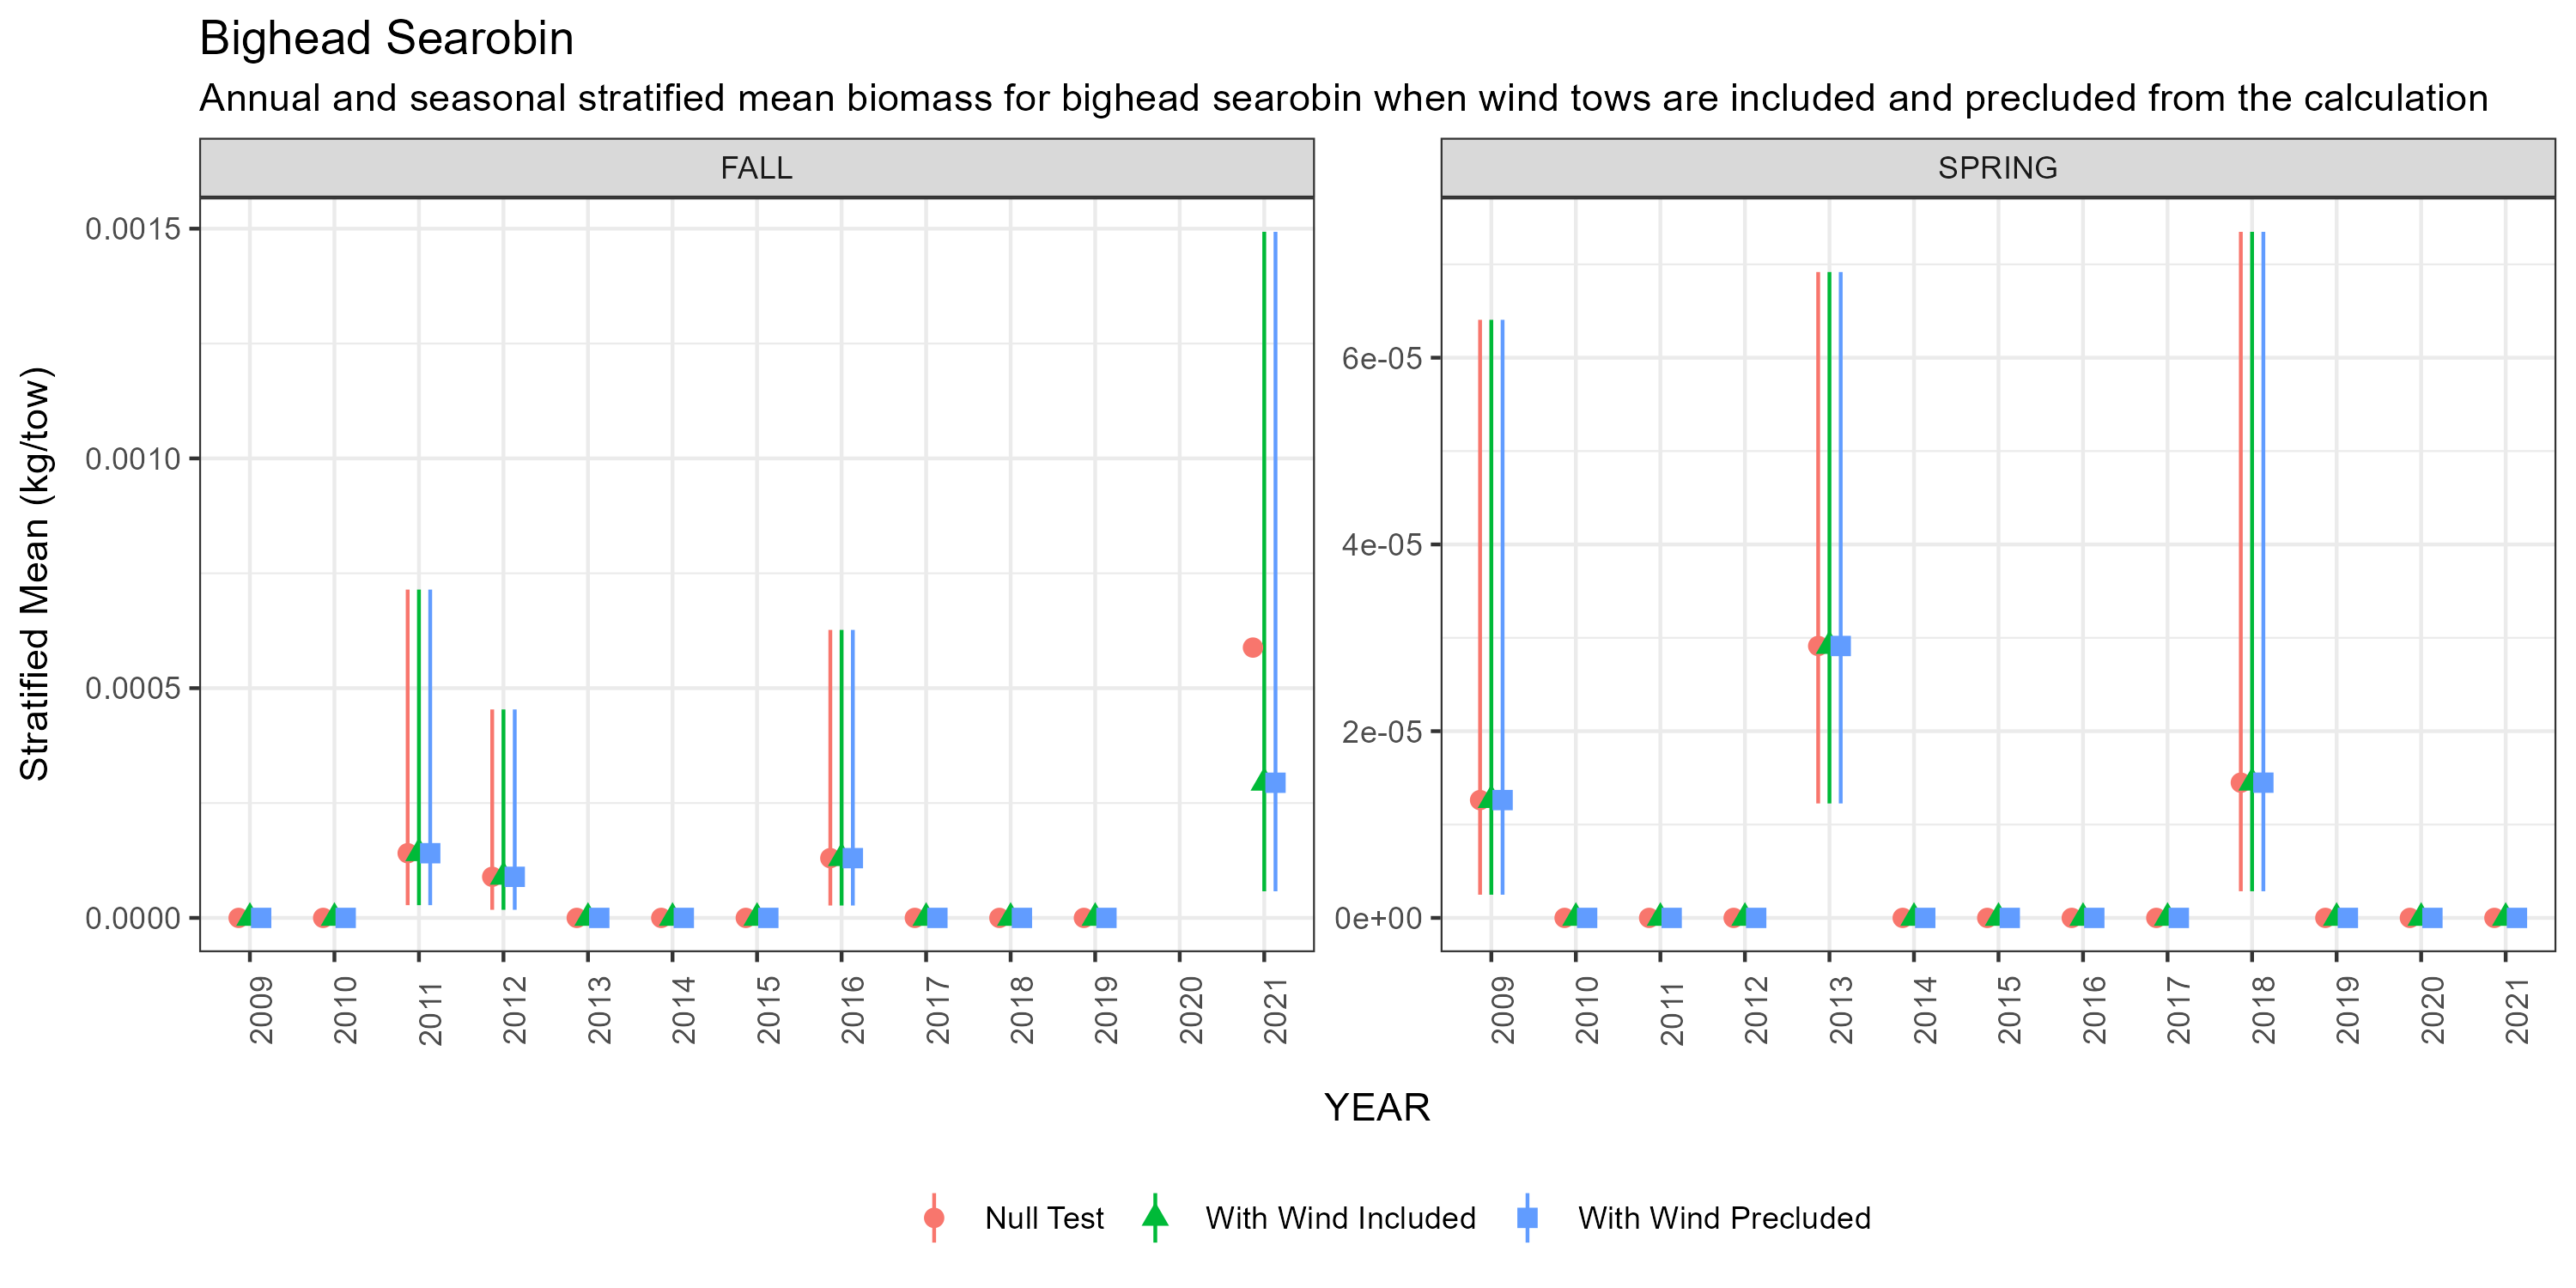 Bighead Searobin
Annual and seasonal stratified mean biomass for bighead searobin when wind tows are included and precluded from the calculation
FALL
SPRING
Stratified Mean (kg/tow)
0.0015
0.0010
0.0005
0.0000
6e-05
4e-05
2e-05
0e+00
2009 2010 2011 2012 2013 2014 2015 2016 2017 2018 2019 2020 2021
2009 2010 2011 2012 2013 2014 2015 2016 2017 2018 2019 2020 2021
YEAR
Null Test With Wind Included With Wind Precluded